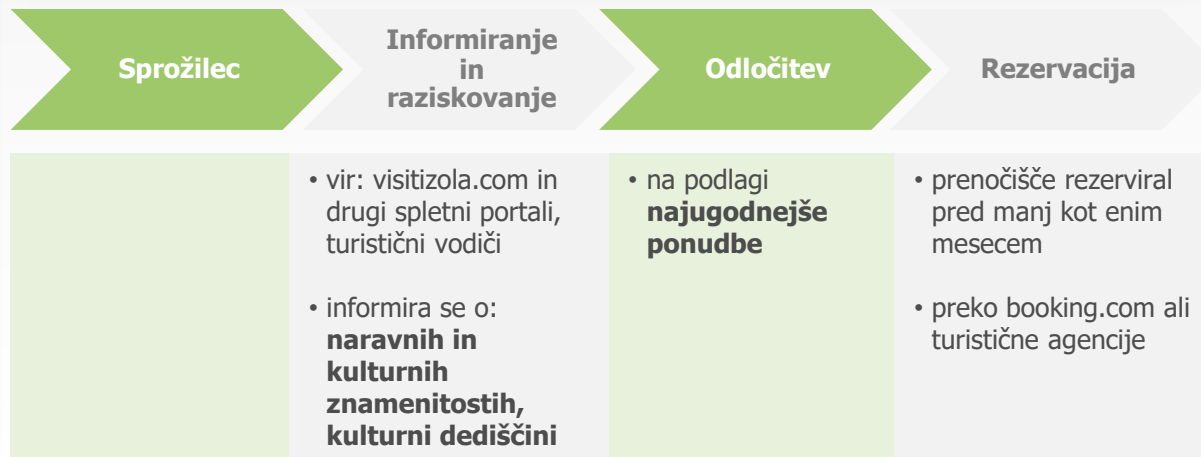 Sprožilec
Informiranje
in
raziskovanje
Odločitev
Rezervacija
• vir: visitizola.com in
drugi spletni portali,
turistični vodiči
• informira se o:
naravnih in
kulturnih
znamenitostih,
kulturni dediščini
• na podlagi
najugodnejše
ponudbe
• prenočišče rezerviral
pred manj kot enim
mesecem
• preko booking.com ali
turistične agencije